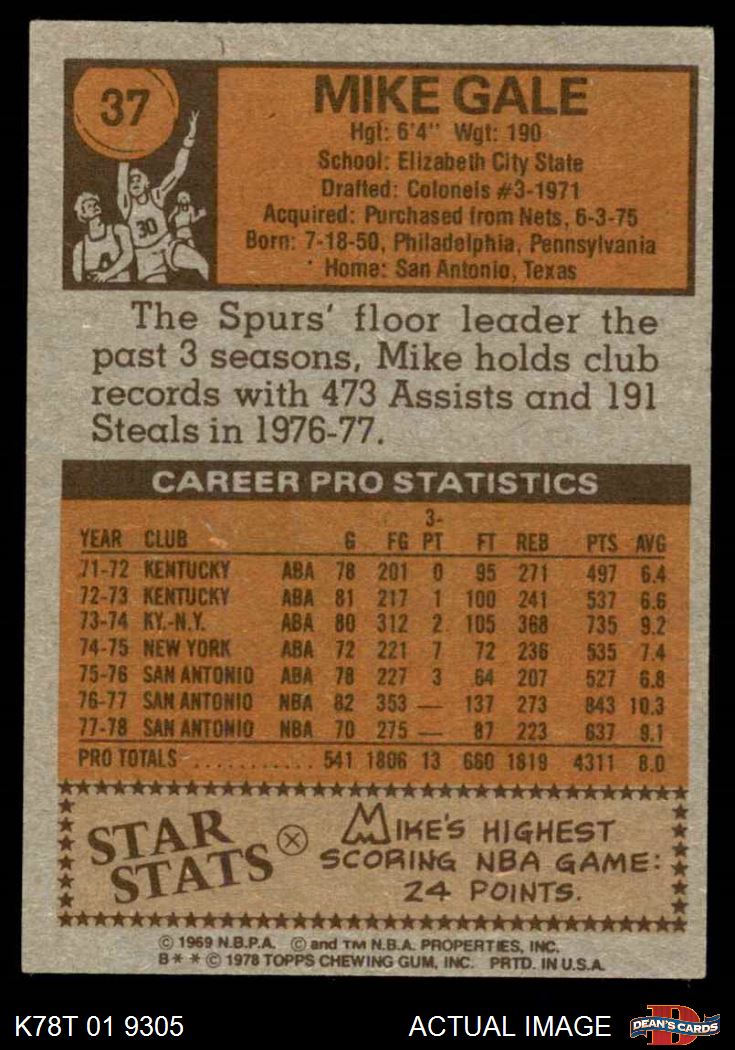 37
MIKE GALE
Hgt: 6'4" Wgt: 190
School: Elizabeth City State
Drafted: Colonels #3-1971
Acquired: Purchased from Nets, 6-3-75
Born: 7-18-50, Philadelphia, Pennsylvania
Home: San Antonio, Texas
30
4
The Spurs' floor leader the
past 3 seasons, Mike holds club
records with 473 Assists and 191
Steals in 1976-77.
CAREER PRO STATISTICS
YEAR CLUB G FG 3-PT FT REB PTS AVG
71-72 KENTUCKY ABA 78 201 0 95 271 497 6.4
72-73 KENTUCKY ABA 81 217 1 100 241 537 6.6
73-74 KY.-N.Y. ABA 80 312 2 105 368 735 9.2
74-75 NEW YORK ABA 72 221 7 72 236 535 7.4
75-76 SAN ANTONIO ABA 78 227 3 64 207 527 6.8
76-77 SAN ANTONIO NBA 82 353 — 137 273 843 10.3
77-78 SAN ANTONIO NBA 70 275 — 87 223 637 9.1
PRO TOTALS ........... 541 1806 13 660 1819 4311 8.0
STAR
STATS
MIKE'S HIGHEST
SCORING NBA GAME:
24 POINTS.
© 1969 N.B.P.A. © and TM N.B.A. PROPERTIES, INC.
B * * © 1978 TOPPS CHEWING GUM, INC. PRTD. IN U.S.A.
K78T 01 9305
ACTUAL IMAGE
D
DEAN'S CARDS